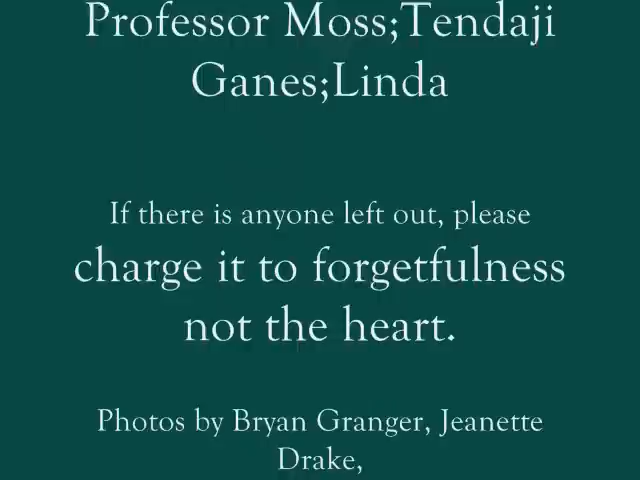 Professor Moss;Tendaji
Ganes;Linda
If there is anyone left out, please
charge it to forgetfulness
not the heart.
Photos by Bryan Granger, Jeanette
Drake,